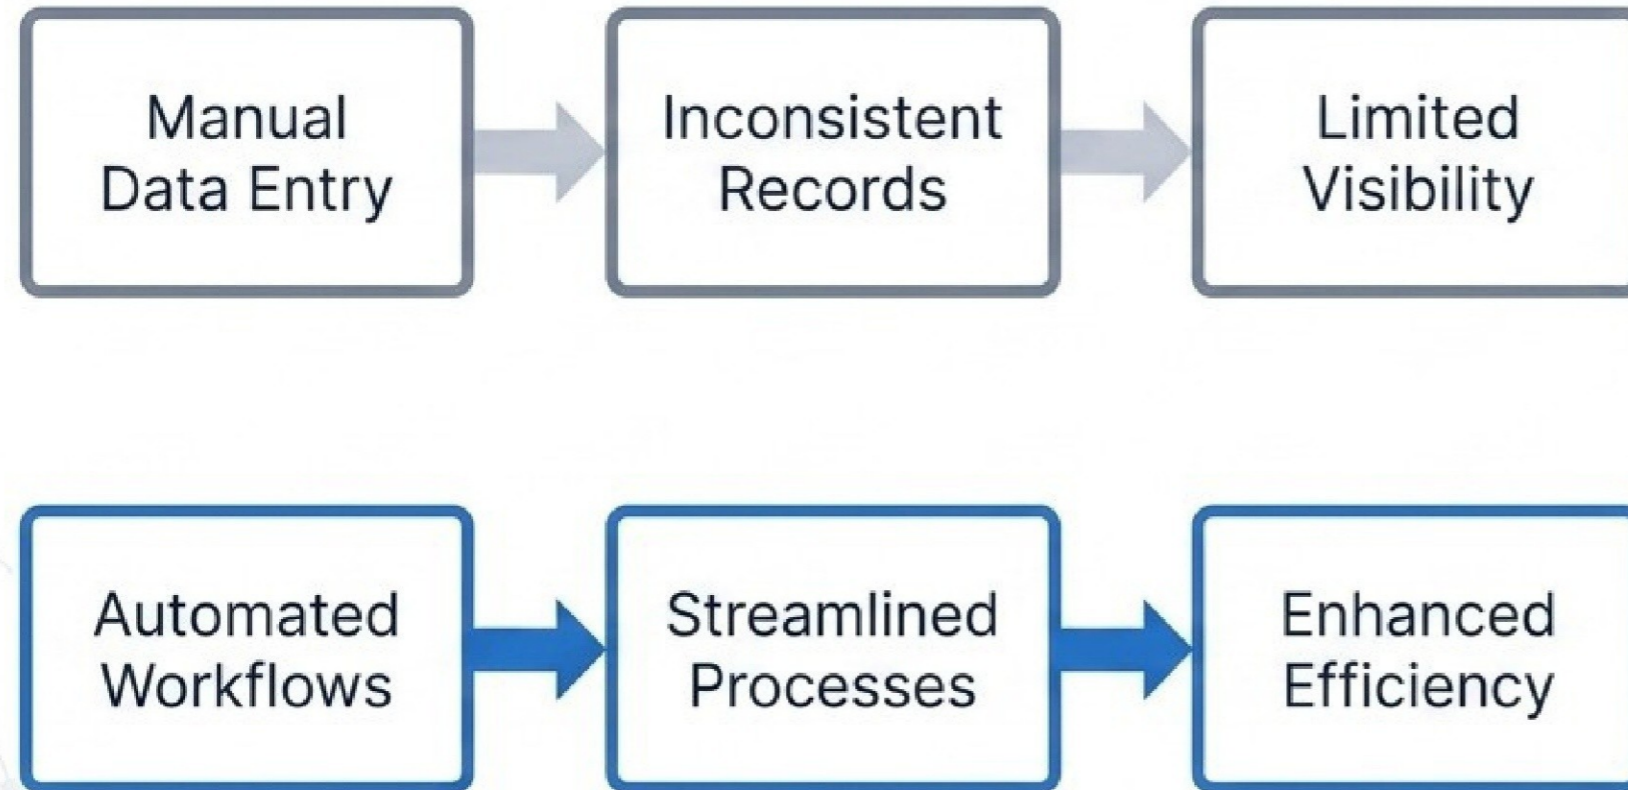 Manual
Data Entry
Inconsistent
Records
Limited
Visibility
Automated
Workflows
Streamlined
Processes
Enhanced
Efficiency